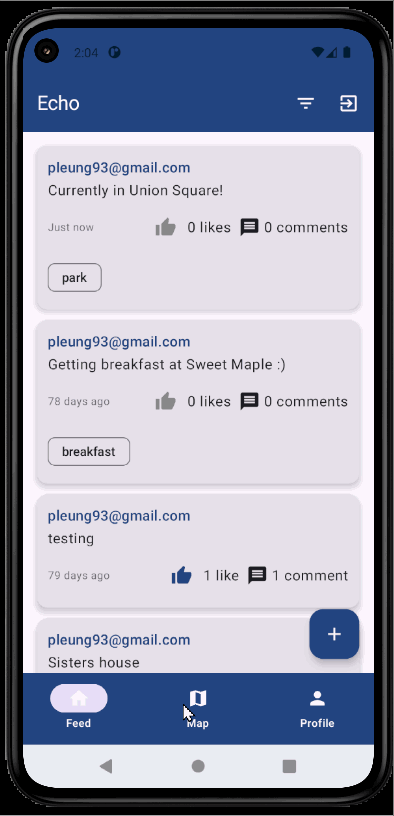 2:04
Echo
pleung93@gmail.com
Currently in Union Square!
Just now 0 likes 0 comments
park
pleung93@gmail.com
Getting breakfast at Sweet Maple :)
78 days ago 0 likes 0 comments
breakfast
pleung93@gmail.com
testing
79 days ago 1 like 1 comment
pleung93@gmail.com
Sisters house
Feed Map Profile